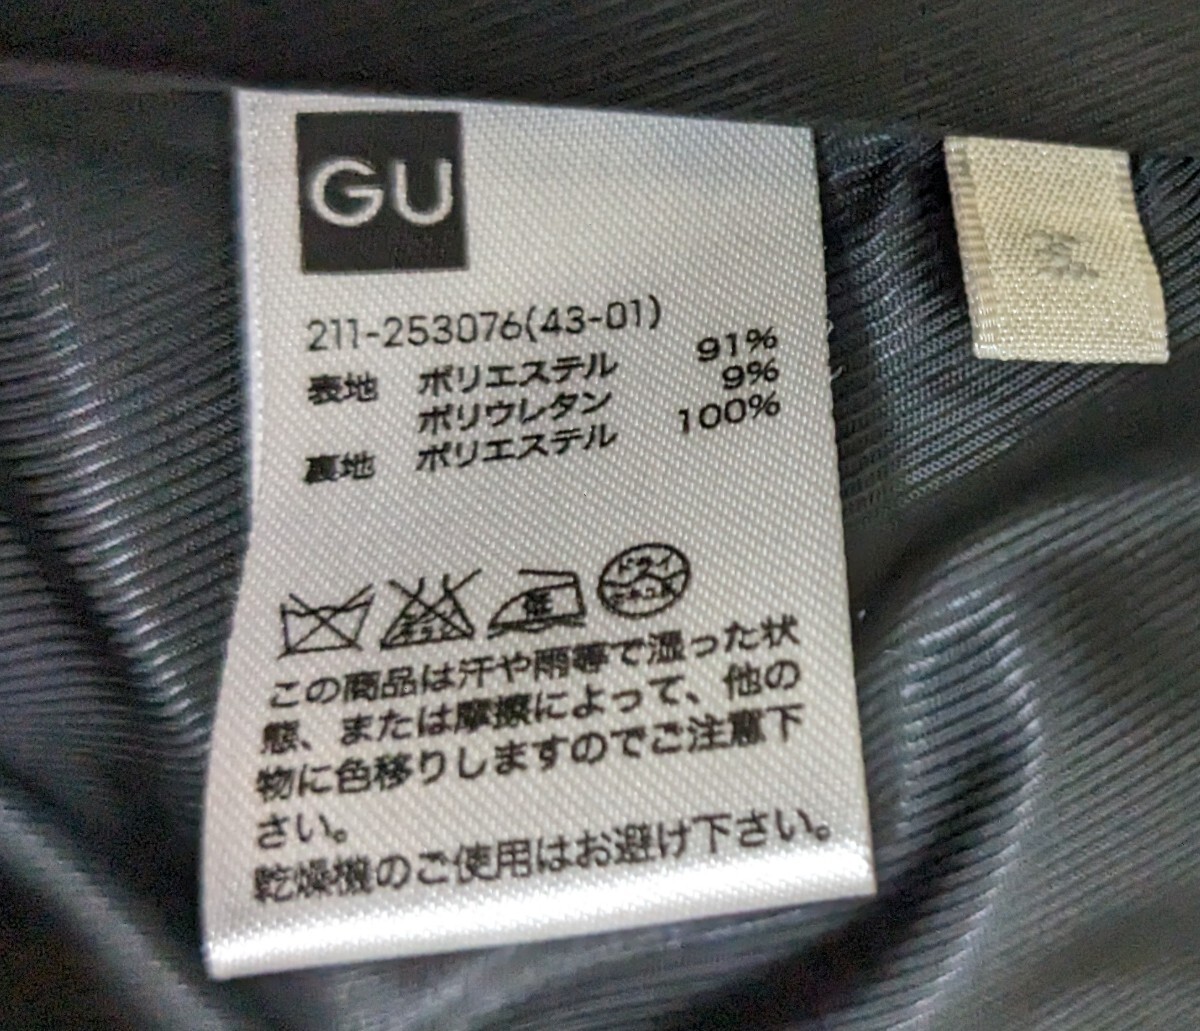 GU
211-253076(43-01)
表地 ポリエステル 91%
ポリウレタン 9%
裏地 ポリエステル 100%
ドライ
この商品は汗や雨等で湿った状
態、または摩擦によって、他の
物に色移りしますのでご注意下
さい。
乾燥機のご使用はお避け下さい。